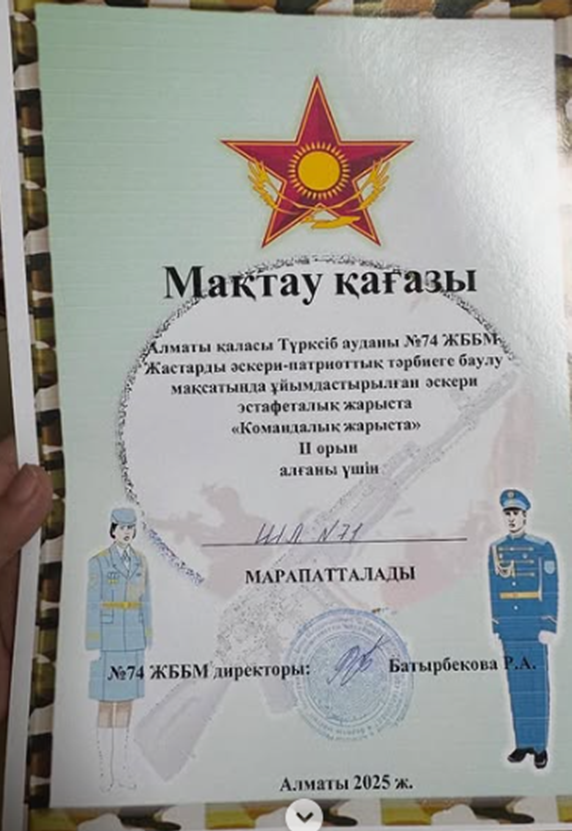 Мақтау қағазы
Алматы қаласы Түрксіб ауданы №74 ЖББМ
Жастарды әскери-патриоттық тәрбиеге баулу
мақсатында ұйымдастырылған әскери
эстафеталық жарыста
«Командалық жарыста»
ІІ орын
алғаны үшін
ШЛ №71
МАРАПАТТАЛАДЫ
№74 ЖББМ директоры: Батырбекова Р.А.
Алматы 2025 ж.